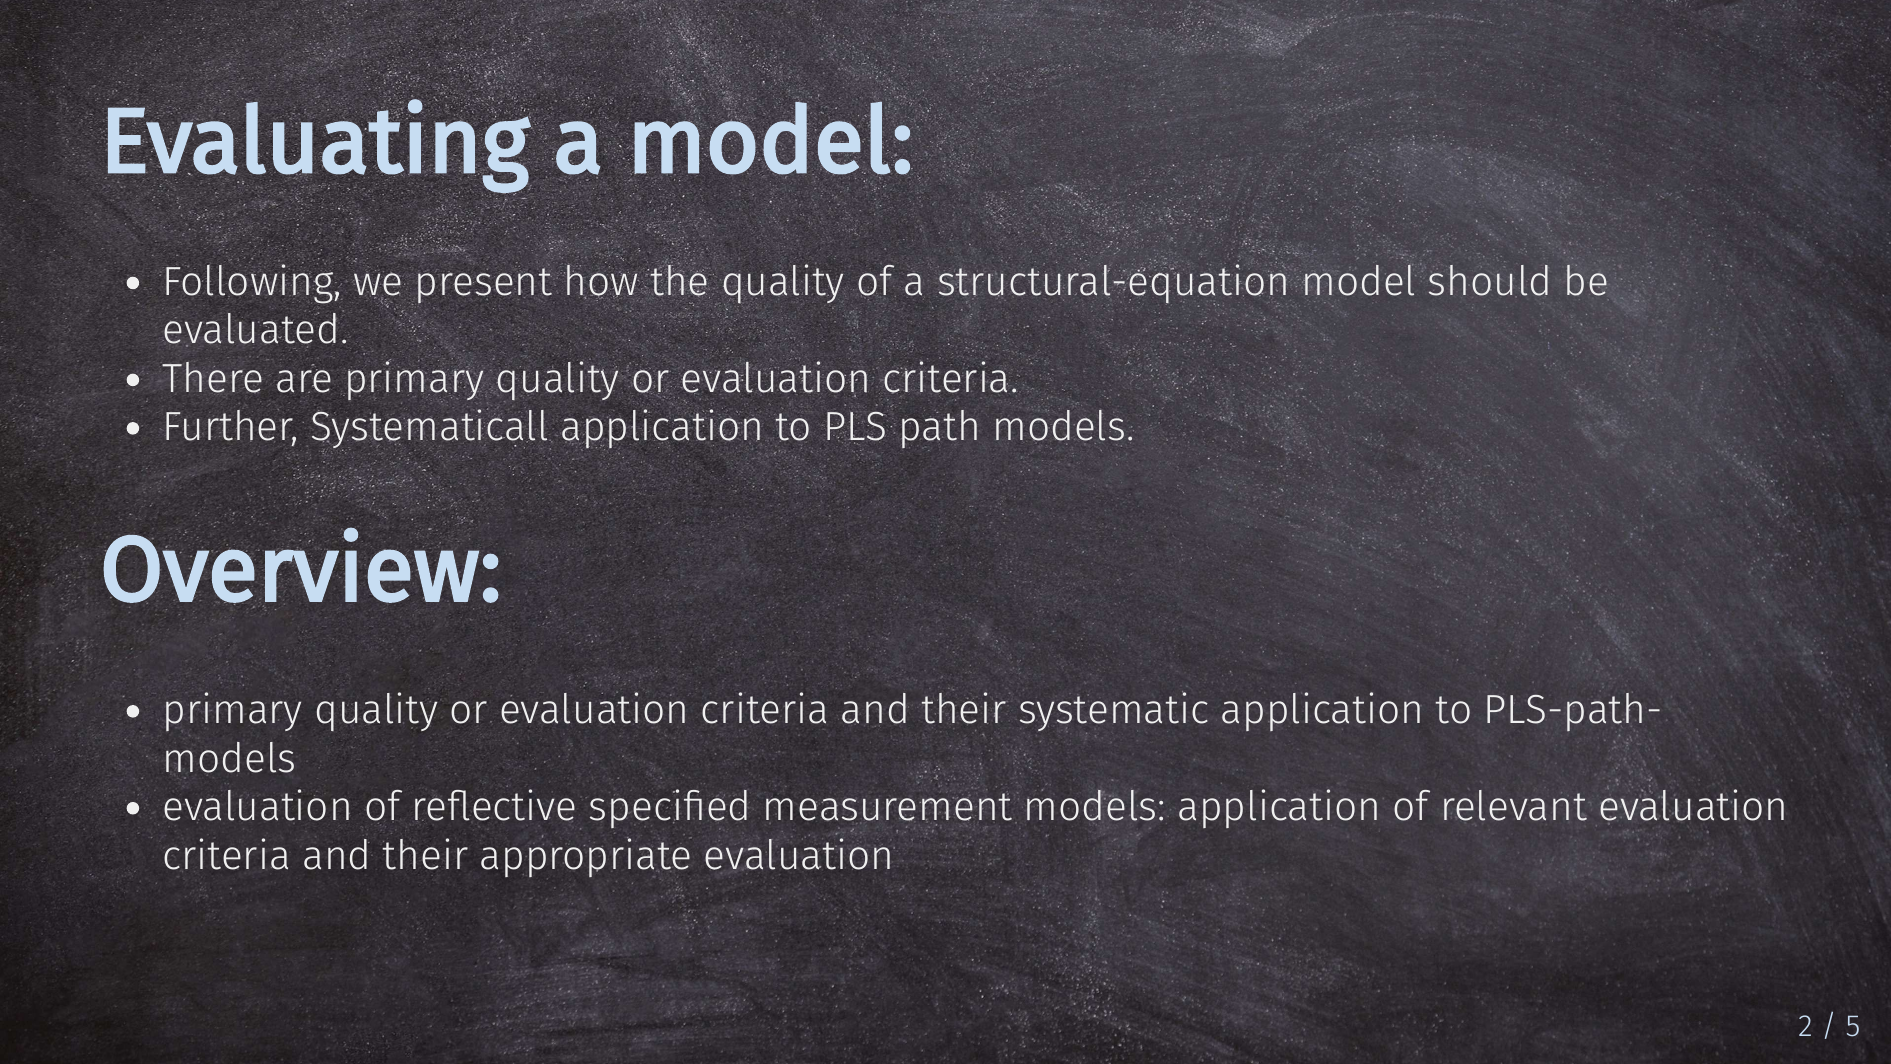 Evaluating a model:
• Following, we present how the quality of a structural-equation model should be
evaluated.
• There are primary quality or evaluation criteria.
• Further, Systematicall application to PLS path models.
Overview:
• primary quality or evaluation criteria and their systematic application to PLS-path-
models
• evaluation of reflective specified measurement models: application of relevant evaluation
criteria and their appropriate evaluation
2 / 5